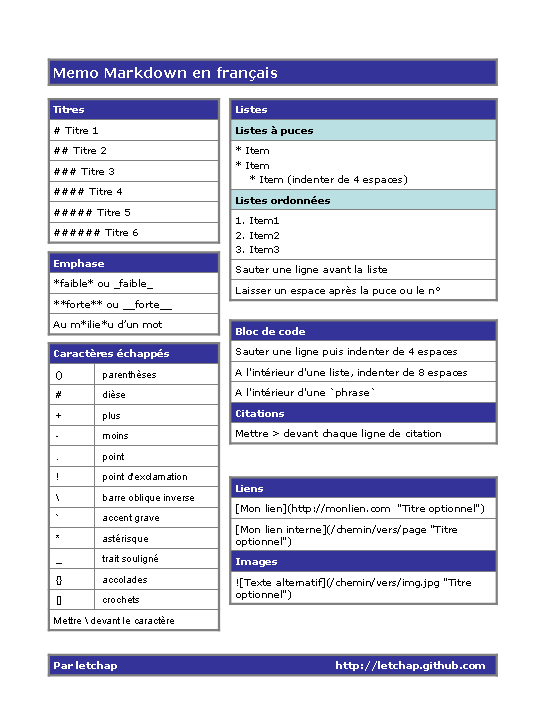 Memo Markdown en français
Titres
# Titre 1
## Titre 2
### Titre 3
#### Titre 4
##### Titre 5
###### Titre 6
Emphase
*faible* ou _faible_
**forte** ou __forte__
Au m*ilie*u d’un mot
Caractères échappés
() parenthèses
# dièse
+ plus
- moins
. point
! point d'exclamation
\ barre oblique inverse
` accent grave
* astérisque
_ trait souligné
{} accolades
[] crochets
Mettre \ devant le caractère
Listes
Listes à puces
* Item
* Item
    * Item (indenter de 4 espaces)
Listes ordonnées
1. Item1
2. Item2
3. Item3
Sauter une ligne avant la liste
Laisser un espace après la puce ou le n°
Bloc de code
Sauter une ligne puis indenter de 4 espaces
A l'intérieur d'une liste, indenter de 8 espaces
A l'intérieur d'une `phrase`
Citations
Mettre > devant chaque ligne de citation
Liens
[Mon lien](http://monlien.com "Titre optionnel")
[Mon lien interne](/chemin/vers/page "Titre
optionnel")
Images
![Texte alternatif](/chemin/vers/img.jpg "Titre
optionnel")
Par letchap http://letchap.github.com